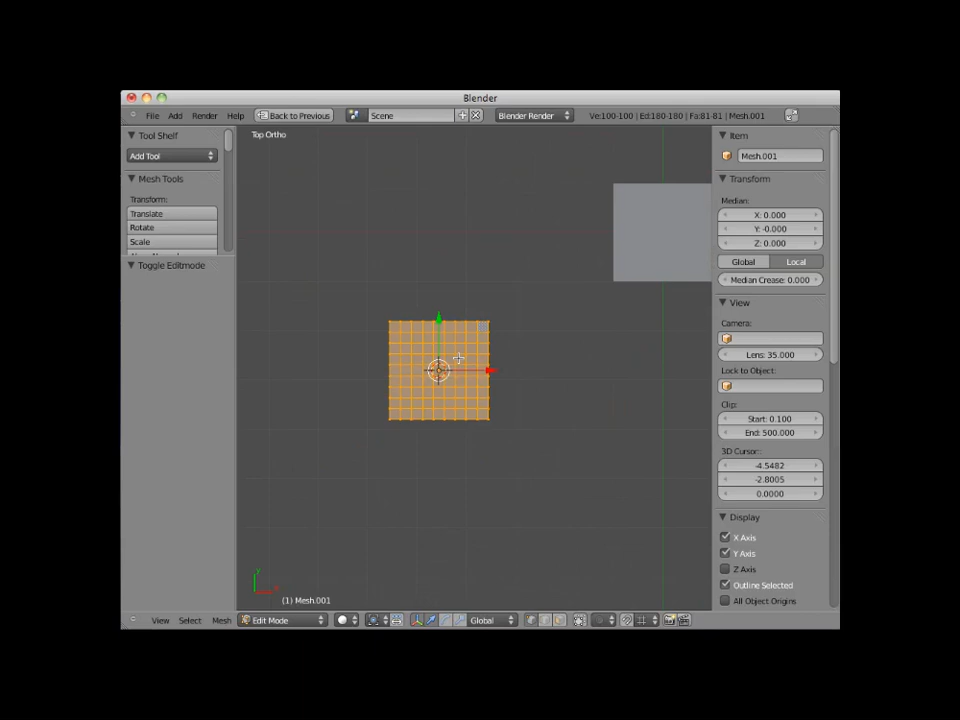 Blender
File Add Render Help Back to Previous Scene Blender Render Ve:100-100 | Ed:180-180 | Fa:81-81 | Mesh.001
Tool Shelf
Add Tool
Mesh Tools
Transform:
Translate
Rotate
Scale
Toggle Editmode
Top Ortho
y
x
(1) Mesh.001
Item
Mesh.001
Transform
Median:
X: 0.000
Y: -0.000
Z: 0.000
Global Local
Median Crease: 0.000
View
Camera:
Lens: 35.000
Lock to Object:
Clip:
Start: 0.100
End: 500.000
3D Cursor:
-4.5482
-2.8005
0.0000
Display
X Axis
Y Axis
Z Axis
Outline Selected
All Object Origins
View Select Mesh Edit Mode Global